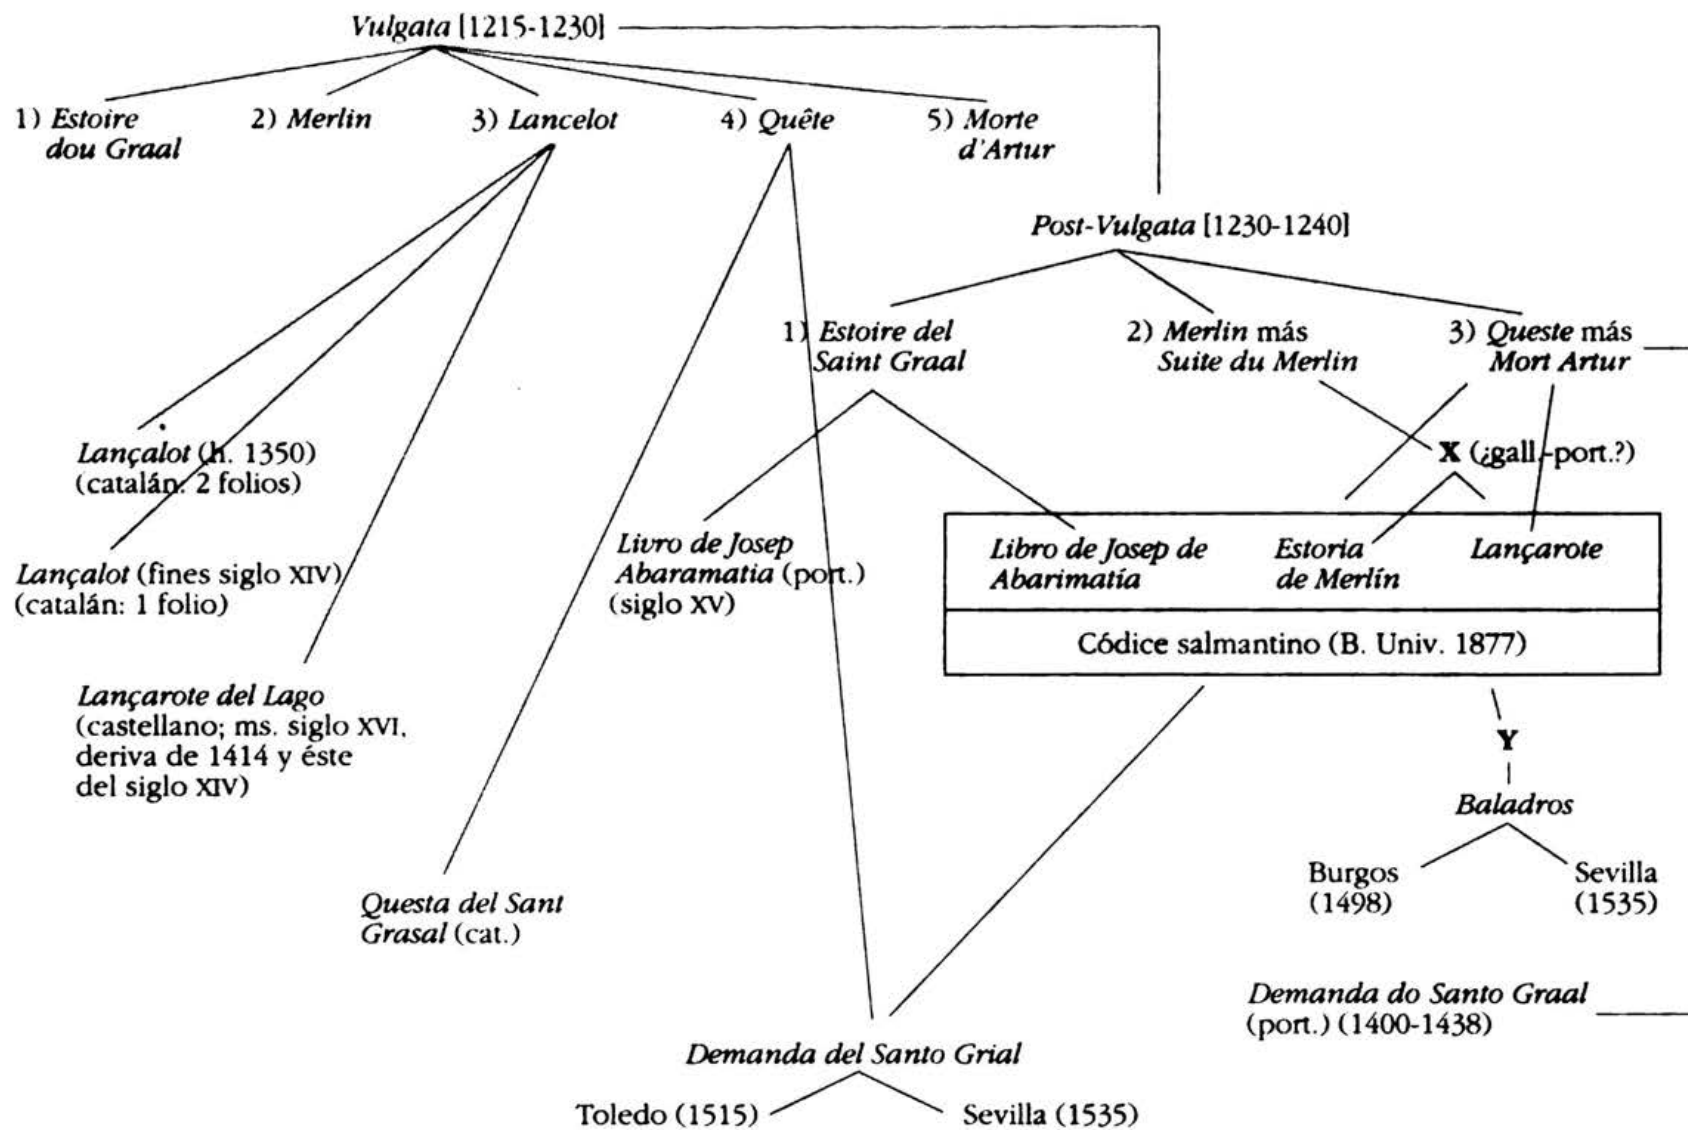 Vulgata [1215-1230]
1) Estoire
dou Graal
2) Merlin
3) Lancelot
4) Quête
5) Morte
d'Artur
Post-Vulgata [1230-1240]
1) Estoire del
Saint Graal
2) Merlin más
Suite du Merlin
3) Queste más
Mort Artur
Lançalot (h. 1350)
(catalán: 2 folios)
X (¿gall.-port.?)
Lançalot (fines siglo XIV)
(catalán: 1 folio)
Livro de Josep
Abaramatia (port.)
(siglo XV)
Libro de Josep de
Abarimatía
Estoria
de Merlín
Lançarote
Códice salmantino (B. Univ. 1877)
Lançarote del Lago
(castellano; ms. siglo XVI,
deriva de 1414 y éste
del siglo XIV)
Y
Baladros
Burgos
(1498)
Sevilla
(1535)
Questa del Sant
Grasal (cat.)
Demanda do Santo Graal
(port.) (1400-1438)
Demanda del Santo Grial
Toledo (1515)
Sevilla (1535)